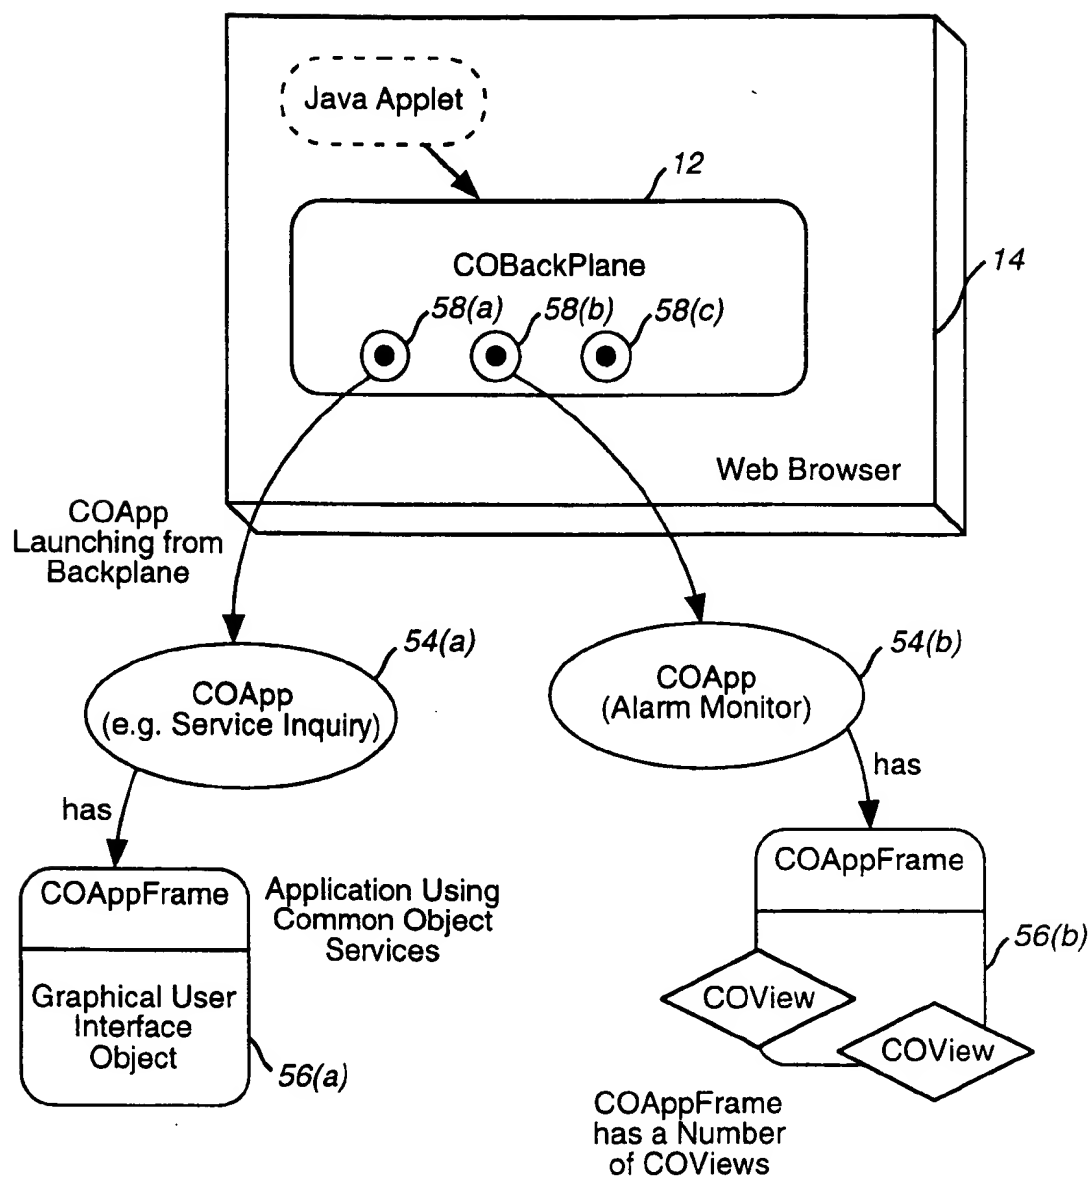 Java Applet
12
COBackPlane
14
58(a)
58(b)
58(c)
Web Browser
COApp
Launching from
Backplane
54(a)
COApp
(e.g. Service Inquiry)
54(b)
COApp
(Alarm Monitor)
has
has
COAppFrame
Application Using
Common Object
Services
Graphical User
Interface
Object
56(a)
COAppFrame
56(b)
COView
COView
COAppFrame
has a Number
of COViews